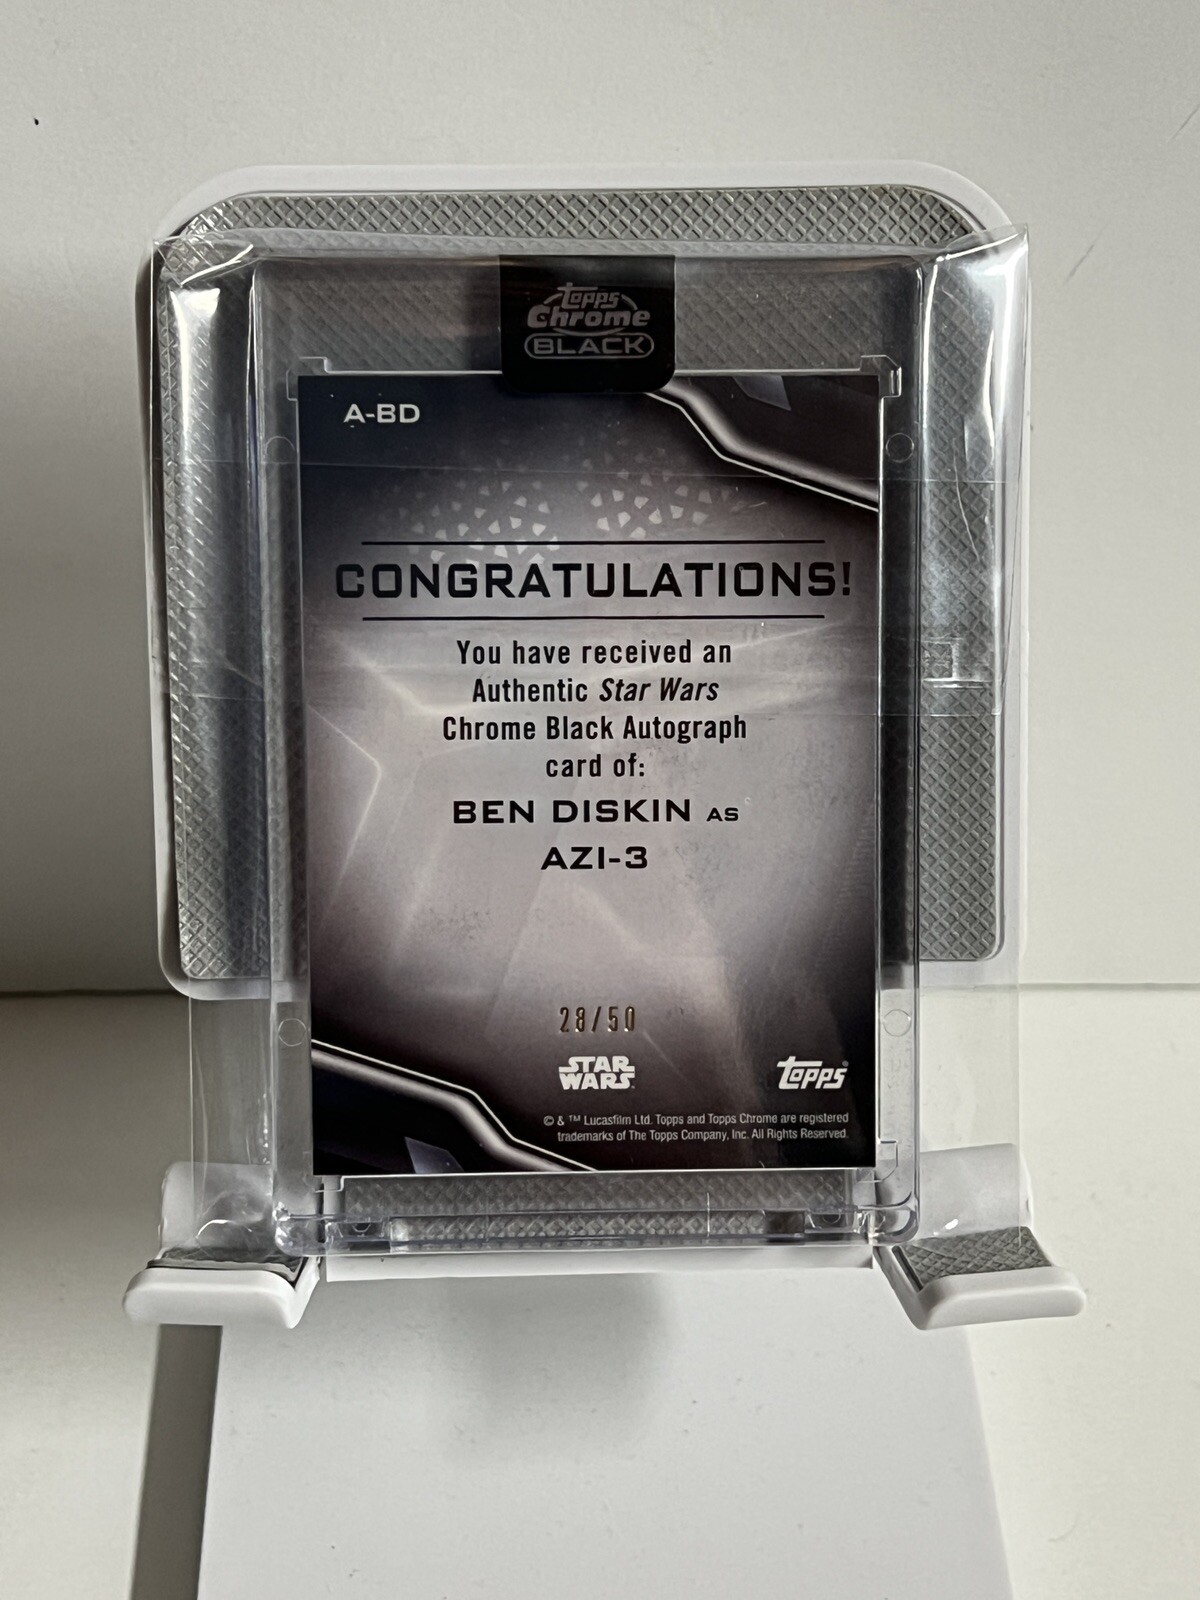 Topps
Chrome
BLACK
A-BD
CONGRATULATIONS!
You have received an
Authentic Star Wars
Chrome Black Autograph
card of:
BEN DISKIN AS
AZI-3
28/50
STAR
WARS
Topps
© & ™ Lucasfilm Ltd. Topps and Topps Chrome are registered
trademarks of The Topps Company, Inc. All Rights Reserved.